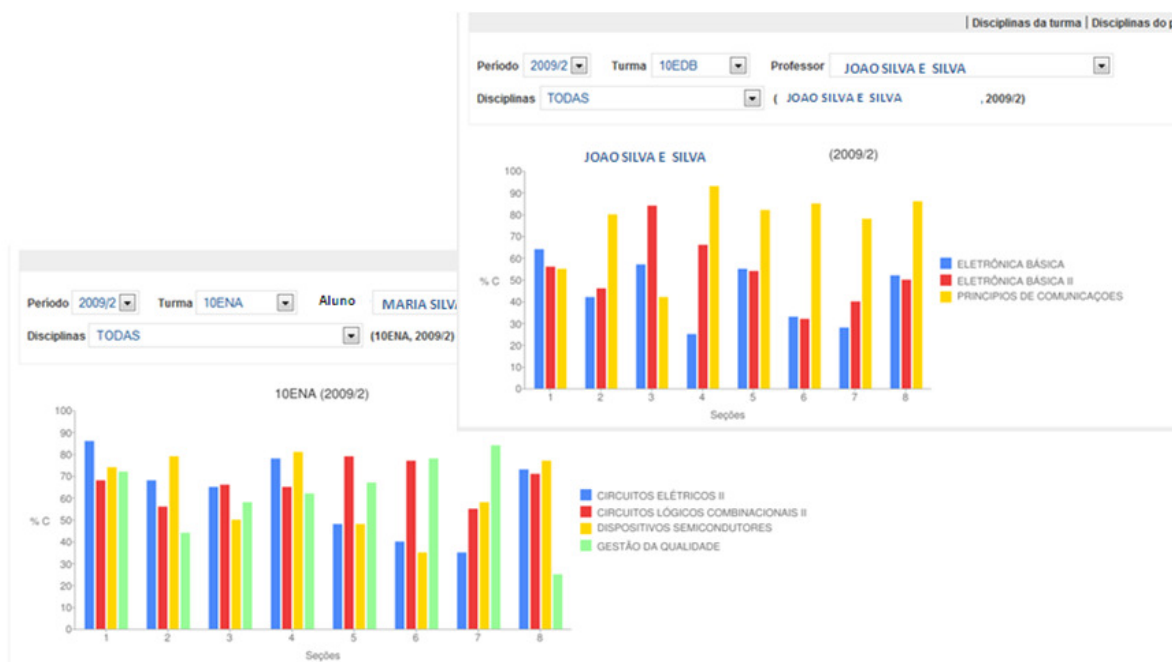 | Disciplinas da turma | Disciplinas do p
Período 2009/2 Turma 10EDB Professor JOAO SILVA E SILVA
Disciplinas TODAS ( JOAO SILVA E SILVA , 2009/2)
JOAO SILVA E SILVA (2009/2)
100
90
80
70
60
50
40
30
20
10
0
% C
1 2 3 4 5 6 7 8
Seções
ELETRÔNICA BÁSICA
ELETRÔNICA BÁSICA II
PRINCIPIOS DE COMUNICAÇOES
Período 2009/2 Turma 10ENA Aluno MARIA SILVA
Disciplinas TODAS (10ENA, 2009/2)
10ENA (2009/2)
100
90
80
70
60
50
40
30
20
10
0
% C
1 2 3 4 5 6 7 8
Seções
CIRCUITOS ELÉTRICOS II
CIRCUITOS LÓGICOS COMBINACIONAIS II
DISPOSITIVOS SEMICONDUTORES
GESTÃO DA QUALIDADE